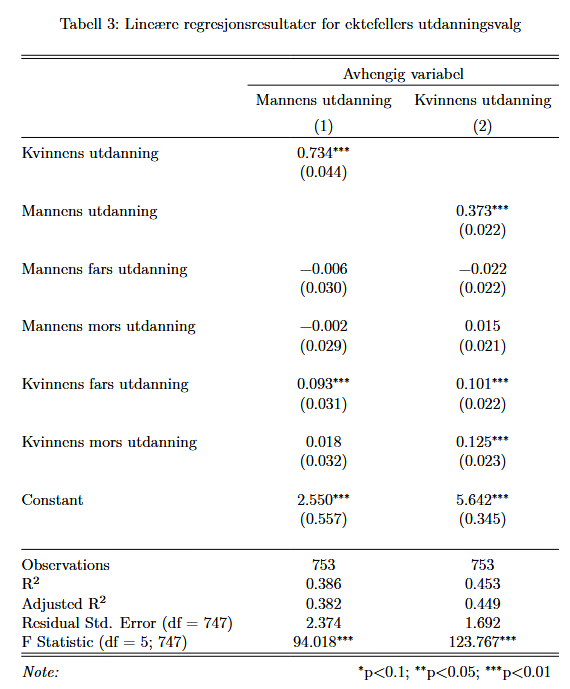 Tabell 3: Lineære regresjonsresultater for ektefellers utdanningsvalg
Avhengig variabel
Mannens utdanning Kvinnens utdanning
(1) (2)
Kvinnens utdanning 0.734***
(0.044)
Mannens utdanning 0.373***
(0.022)
Mannens fars utdanning −0.006 −0.022
(0.030) (0.022)
Mannens mors utdanning −0.002 0.015
(0.029) (0.021)
Kvinnens fars utdanning 0.093*** 0.101***
(0.031) (0.022)
Kvinnens mors utdanning 0.018 0.125***
(0.032) (0.023)
Constant 2.550*** 5.642***
(0.557) (0.345)
Observations 753 753
R² 0.386 0.453
Adjusted R² 0.382 0.449
Residual Std. Error (df = 747) 2.374 1.692
F Statistic (df = 5; 747) 94.018*** 123.767***
Note: *p<0.1; **p<0.05; ***p<0.01